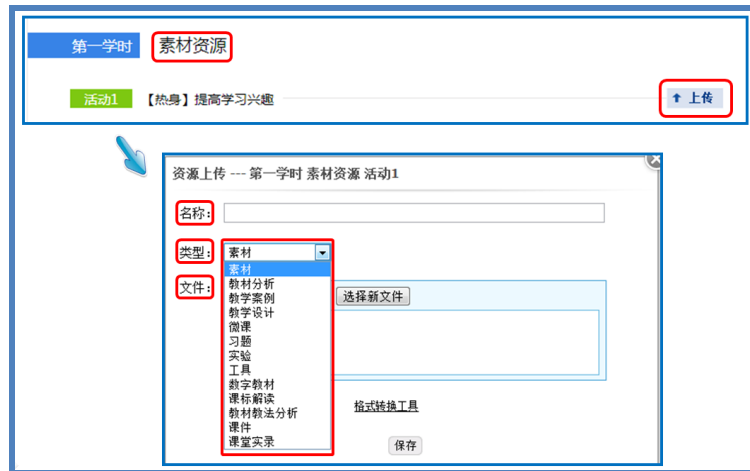 第一学时 素材资源
活动1 【热身】提高学习兴趣 上传
资源上传 --- 第一学时 素材资源 活动1
名称：
类型： 素材
素材
教材分析
文件： 选择新文件
教学案例
教学设计
微课
习题
实验
工具
数字教材
课标解读
教材教法分析 格式转换工具
课件
课堂实录 保存